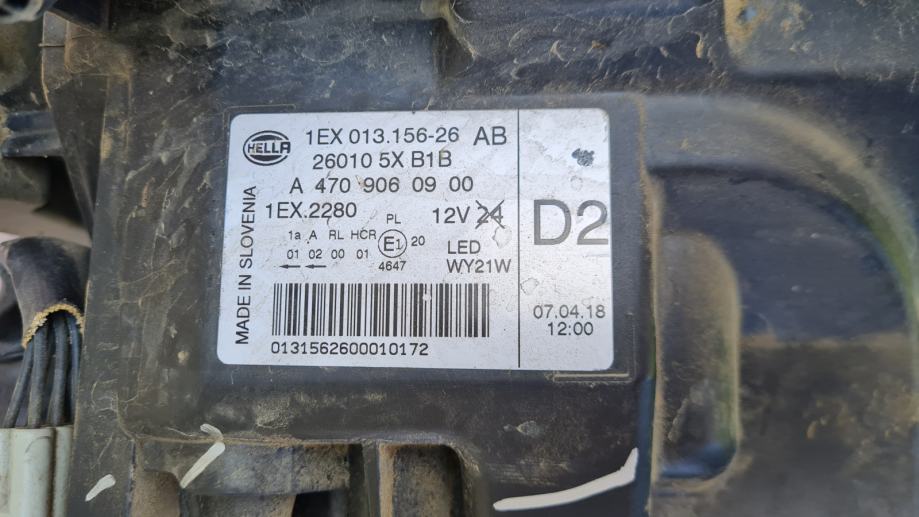 HELLA
1EX 013.156-26 AB
26010 5X B1B
A 470 906 09 00
1EX.2280 PL 12V 24
1a A RL HCR E1 20 LED
01 02 00 01 4647 WY21W
MADE IN SLOVENIA
0131562600010172
D2
07.04.18
12:00